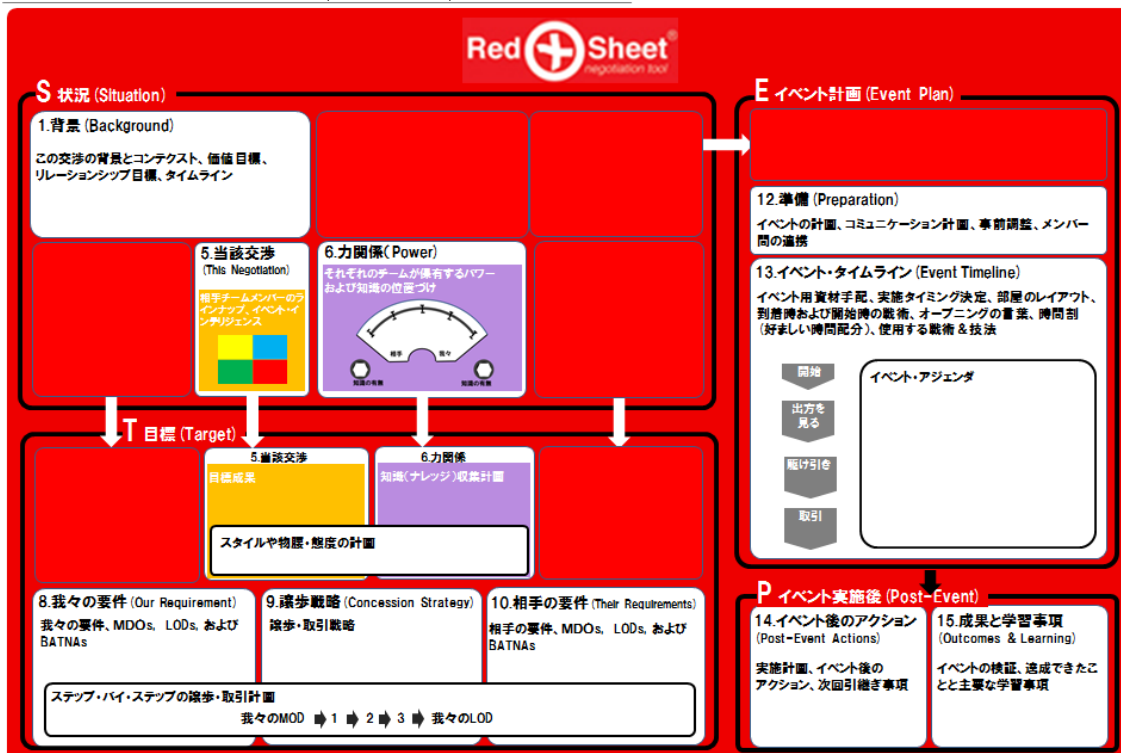 Red Sheet®
negotiation tool
S 状況 (Situation)
1.背景 (Background)
この交渉の背景とコンテクスト、価値目標、
リレーションシップ目標、タイムライン
5.当該交渉
(This Negotiation)
相手チームメンバーのラ
インナップ、イベント・イ
ンテリジェンス
6.力関係(Power)
それぞれのチームが保有するパワー
および知識の位置づけ
相手
我々
知識の有無
知識の有無
T 目標 (Target)
5.当該交渉
目標成果
6.力関係
知識(ナレッジ)収集計画
スタイルや物腰・態度の計画
8.我々の要件 (Our Requirement)
我々の要件、MDOs, LODs, および
BATNAs
9.譲歩戦略 (Concession Strategy)
譲歩・取引戦略
10.相手の要件 (Their Requirements)
相手の要件、MDOs, LODs, および
BATNAs
ステップ・バイ・ステップの譲歩・取引計画
我々のMOD 1 2 3 我々のLOD
E イベント計画 (Event Plan)
12.準備 (Preparation)
イベントの計画、コミュニケーション計画、事前調整、メンバー
間の連携
13.イベント・タイムライン (Event Timeline)
イベント用資材手配、実施タイミング決定、部屋のレイアウト、
到着時および開始時の戦術、オープニングの言葉、時間割
(好ましい時間配分)、使用する戦術&技法
開始
出方を
見る
駆け引き
取引
イベント・アジェンダ
P イベント実施後 (Post-Event)
14.イベント後のアクション
(Post-Event Actions)
実施計画、イベント後の
アクション、次回引継ぎ事項
15.成果と学習事項
(Outcomes & Learning)
イベントの検証、達成できたこ
とと主要な学習事項